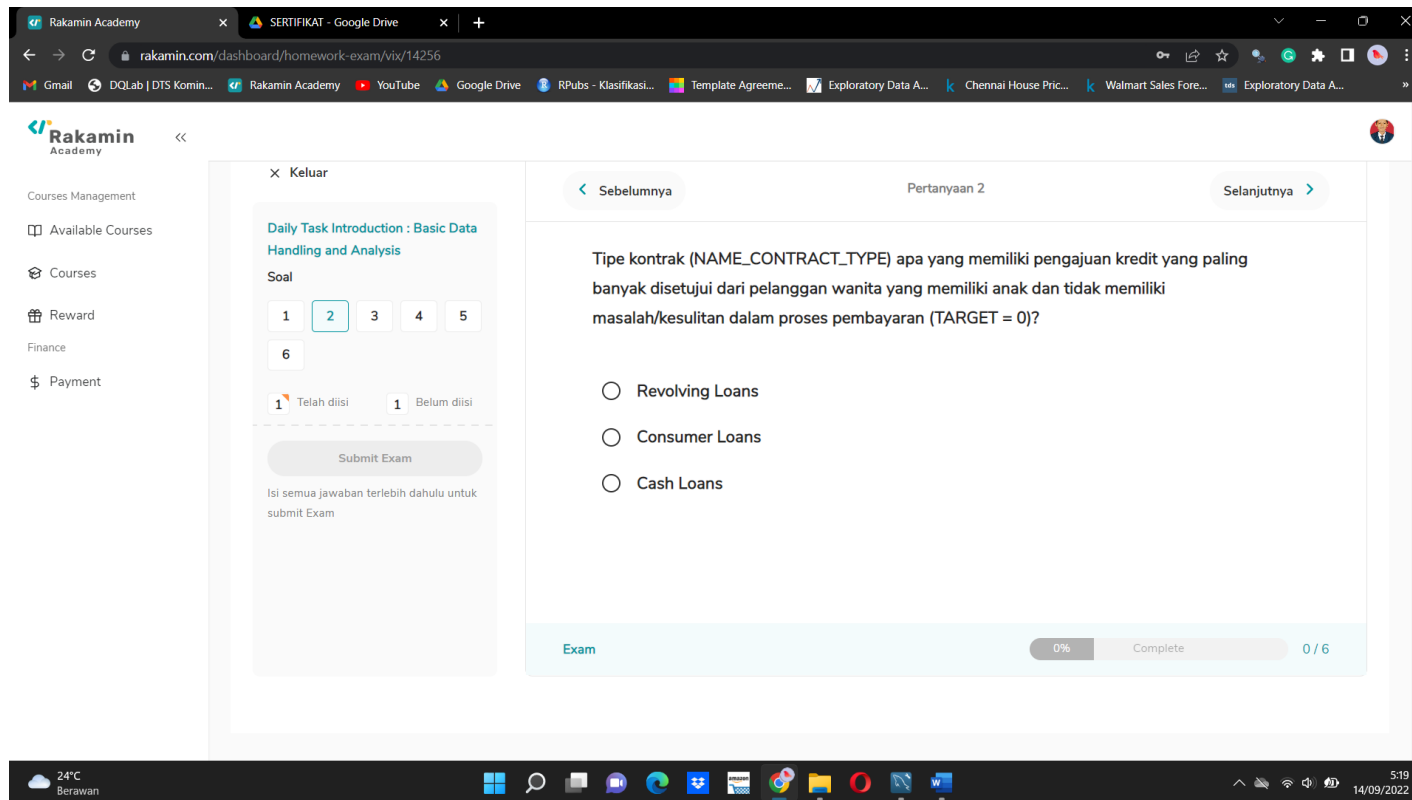 Rakamin Academy
SERTIFIKAT - Google Drive
rakamin.com/dashboard/homework-exam/vix/14256
Gmail
DQLab | DTS Komin...
Rakamin Academy
YouTube
Google Drive
RPubs - Klasifikasi...
Template Agreeme...
Exploratory Data A...
Chennai House Pric...
Walmart Sales Fore...
tds
Exploratory Data A...
»
Rakamin
Academy
Courses Management
Available Courses
Courses
Reward
Finance
$ Payment
Keluar
Daily Task Introduction : Basic Data
Handling and Analysis
Soal
1 2 3 4 5
6
1 Telah diisi 1 Belum diisi
Submit Exam
Isi semua jawaban terlebih dahulu untuk
submit Exam
Sebelumnya
Pertanyaan 2
Selanjutnya
Tipe kontrak (NAME_CONTRACT_TYPE) apa yang memiliki pengajuan kredit yang paling
banyak disetujui dari pelanggan wanita yang memiliki anak dan tidak memiliki
masalah/kesulitan dalam proses pembayaran (TARGET = 0)?
Revolving Loans
Consumer Loans
Cash Loans
Exam
0% Complete 0 / 6
24°C
Berawan
amazon
5:19
14/09/2022